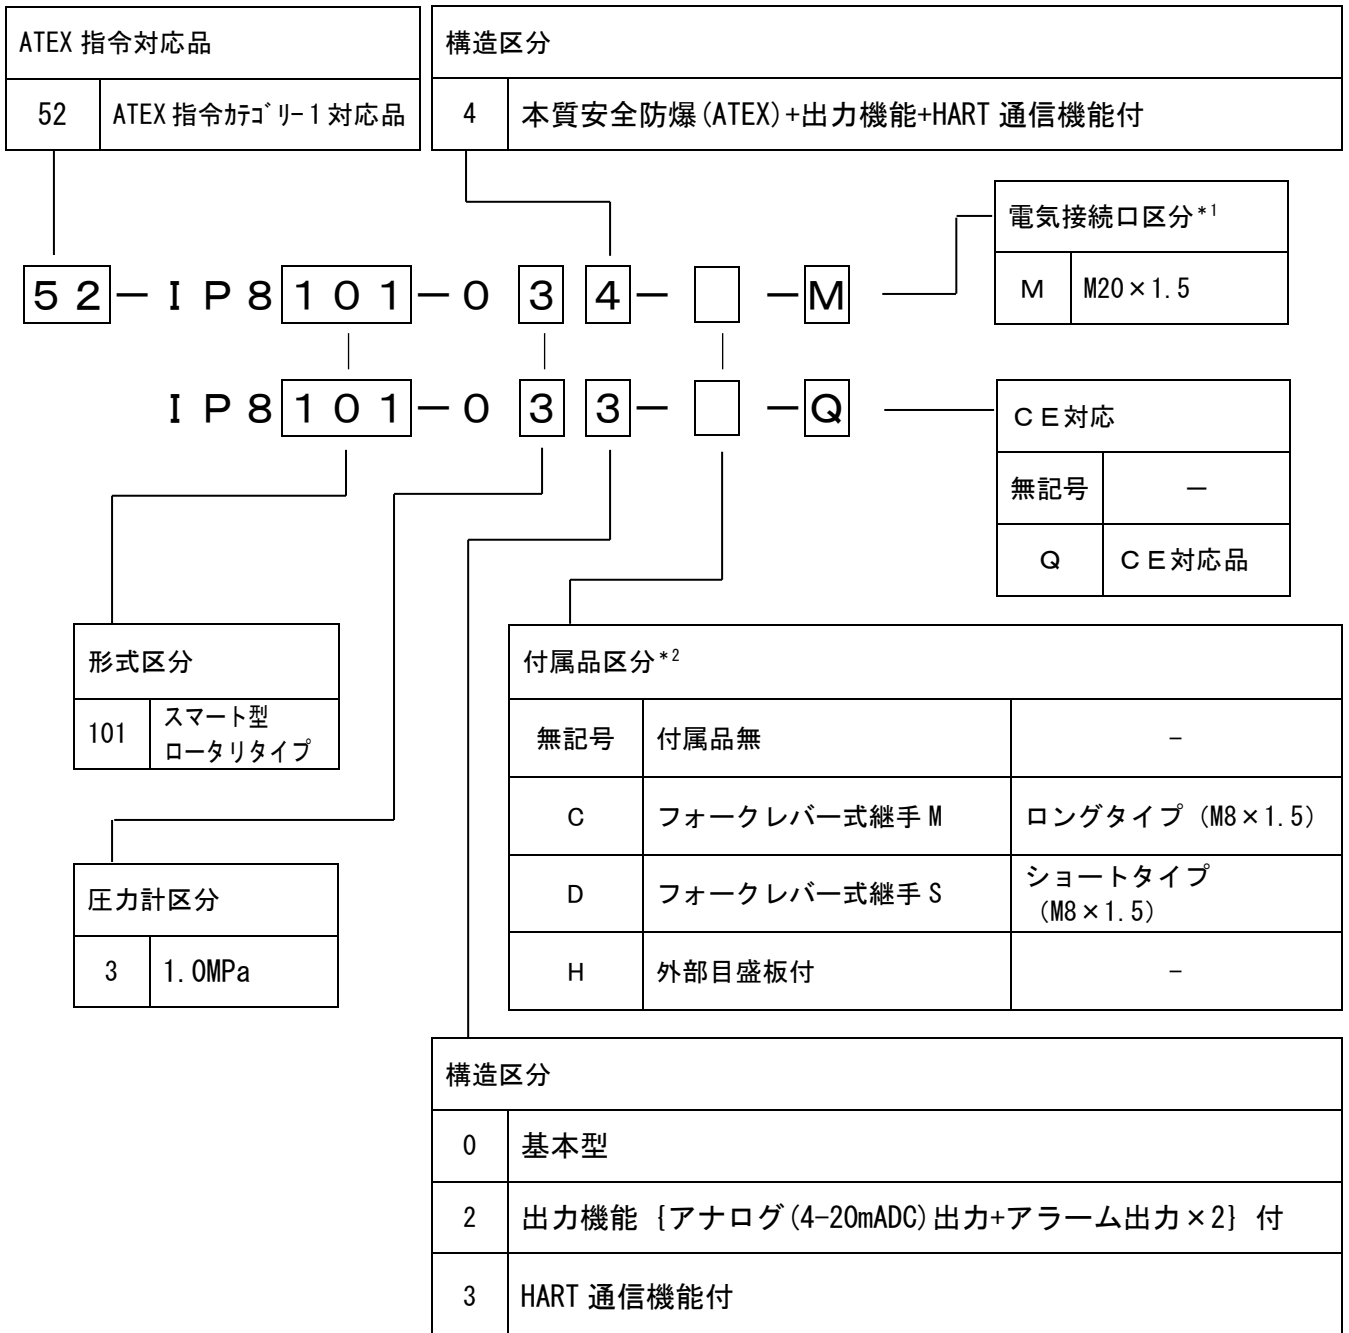 ATEX 指令対応品
52 ATEX 指令ｶﾃｺﾞﾘｰ 1 対応品
構造区分
4 本質安全防爆(ATEX)+出力機能+HART 通信機能付
電気接続口区分*1
M M20×1.5
５２－ＩＰ８１０１－０３４－□－Ｍ
ＩＰ８１０１－０３３－□－Ｑ
ＣＥ対応
無記号 －
Q ＣＥ対応品
形式区分
101 スマート型
ロータリタイプ
圧力計区分
3 1.0MPa
付属品区分*2
無記号 付属品無 -
C フォークレバー式継手 M ロングタイプ (M8×1.5)
D フォークレバー式継手 S ショートタイプ
(M8×1.5)
H 外部目盛板付 -
構造区分
0 基本型
2 出力機能 {アナログ(4-20mADC)出力+アラーム出力×2} 付
3 HART 通信機能付